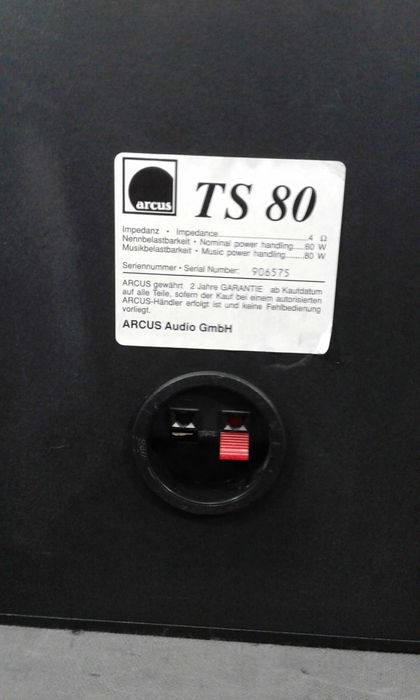 arcus
TS 80
Impedanz • Impedance..............................4 Ω
Nennbelastbarkeit • Nominal power handling.....60 W
Musikbelastbarkeit • Music power handling.......80 W
Seriennummer • Serial Number: 906575
ARCUS gewährt 2 Jahre GARANTIE ab Kaufdatum
auf alle Teile, sofern der Kauf bei einem autorisierten
ARCUS-Händler erfolgt ist und keine Fehlbedienung
vorliegt.
ARCUS Audio GmbH